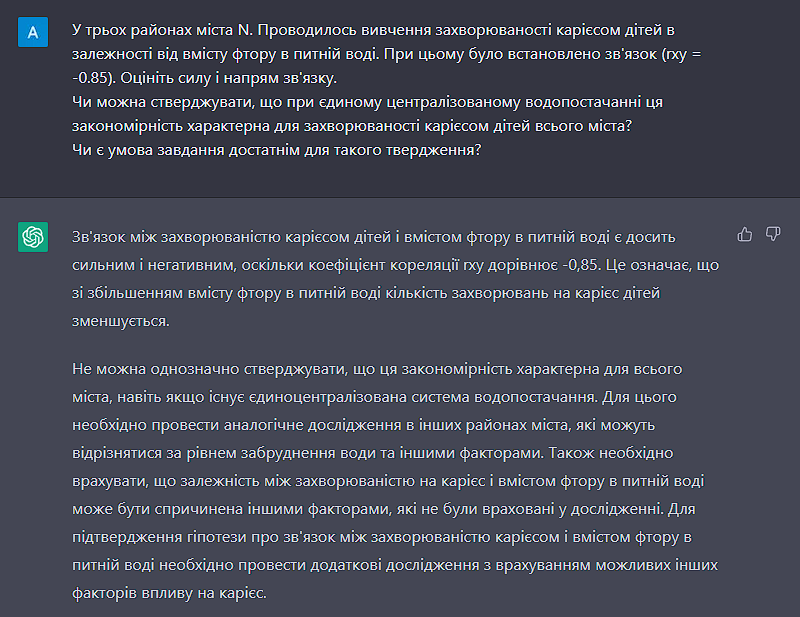 A
У трьох районах міста N. Проводилось вивчення захворюваності карієсом дітей в
залежності від вмісту фтору в питній воді. При цьому було встановлено зв'язок (rxy =
-0.85). Оцініть силу і напрям зв'язку.
Чи можна стверджувати, що при єдиному централізованому водопостачанні ця
закономірність характерна для захворюваності карієсом дітей всього міста?
Чи є умова завдання достатнім для такого твердження?
Зв'язок між захворюваністю карієсом дітей і вмістом фтору в питній воді є досить
сильним і негативним, оскільки коефіцієнт кореляції rxy дорівнює -0,85. Це означає, що
зі збільшенням вмісту фтору в питній воді кількість захворювань на карієс дітей
зменшується.
Не можна однозначно стверджувати, що ця закономірність характерна для всього
міста, навіть якщо існує єдиноцентралізована система водопостачання. Для цього
необхідно провести аналогічне дослідження в інших районах міста, які можуть
відрізнятися за рівнем забруднення води та іншими факторами. Також необхідно
врахувати, що залежність між захворюваністю на карієс і вмістом фтору в питній воді
може бути спричинена іншими факторами, які не були враховані у дослідженні. Для
підтвердження гіпотези про зв'язок між захворюваністю карієсом і вмістом фтору в
питній воді необхідно провести додаткові дослідження з врахуванням можливих інших
факторів впливу на карієс.